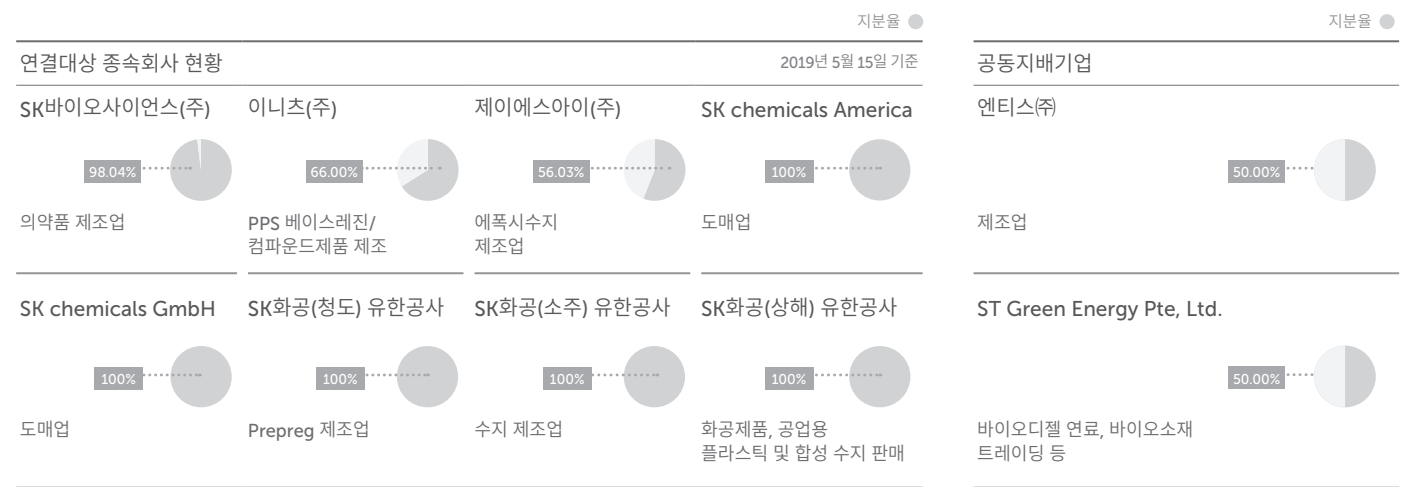 지분율
연결대상 종속회사 현황
2019년 5월 15일 기준
SK바이오사이언스(주)
98.04%
의약품 제조업
이니츠(주)
66.00%
PPS 베이스레진/
컴파운드제품 제조
제이에스아이(주)
56.03%
에폭시수지
제조업
SK chemicals America
100%
도매업
SK chemicals GmbH
100%
도매업
SK화공(청도) 유한공사
100%
Prepreg 제조업
SK화공(소주) 유한공사
100%
수지 제조업
SK화공(상해) 유한공사
100%
화공제품, 공업용
플라스틱 및 합성 수지 판매
지분율
공동지배기업
엔티스㈜
50.00%
제조업
ST Green Energy Pte, Ltd.
50.00%
바이오디젤 연료, 바이오소재
트레이딩 등